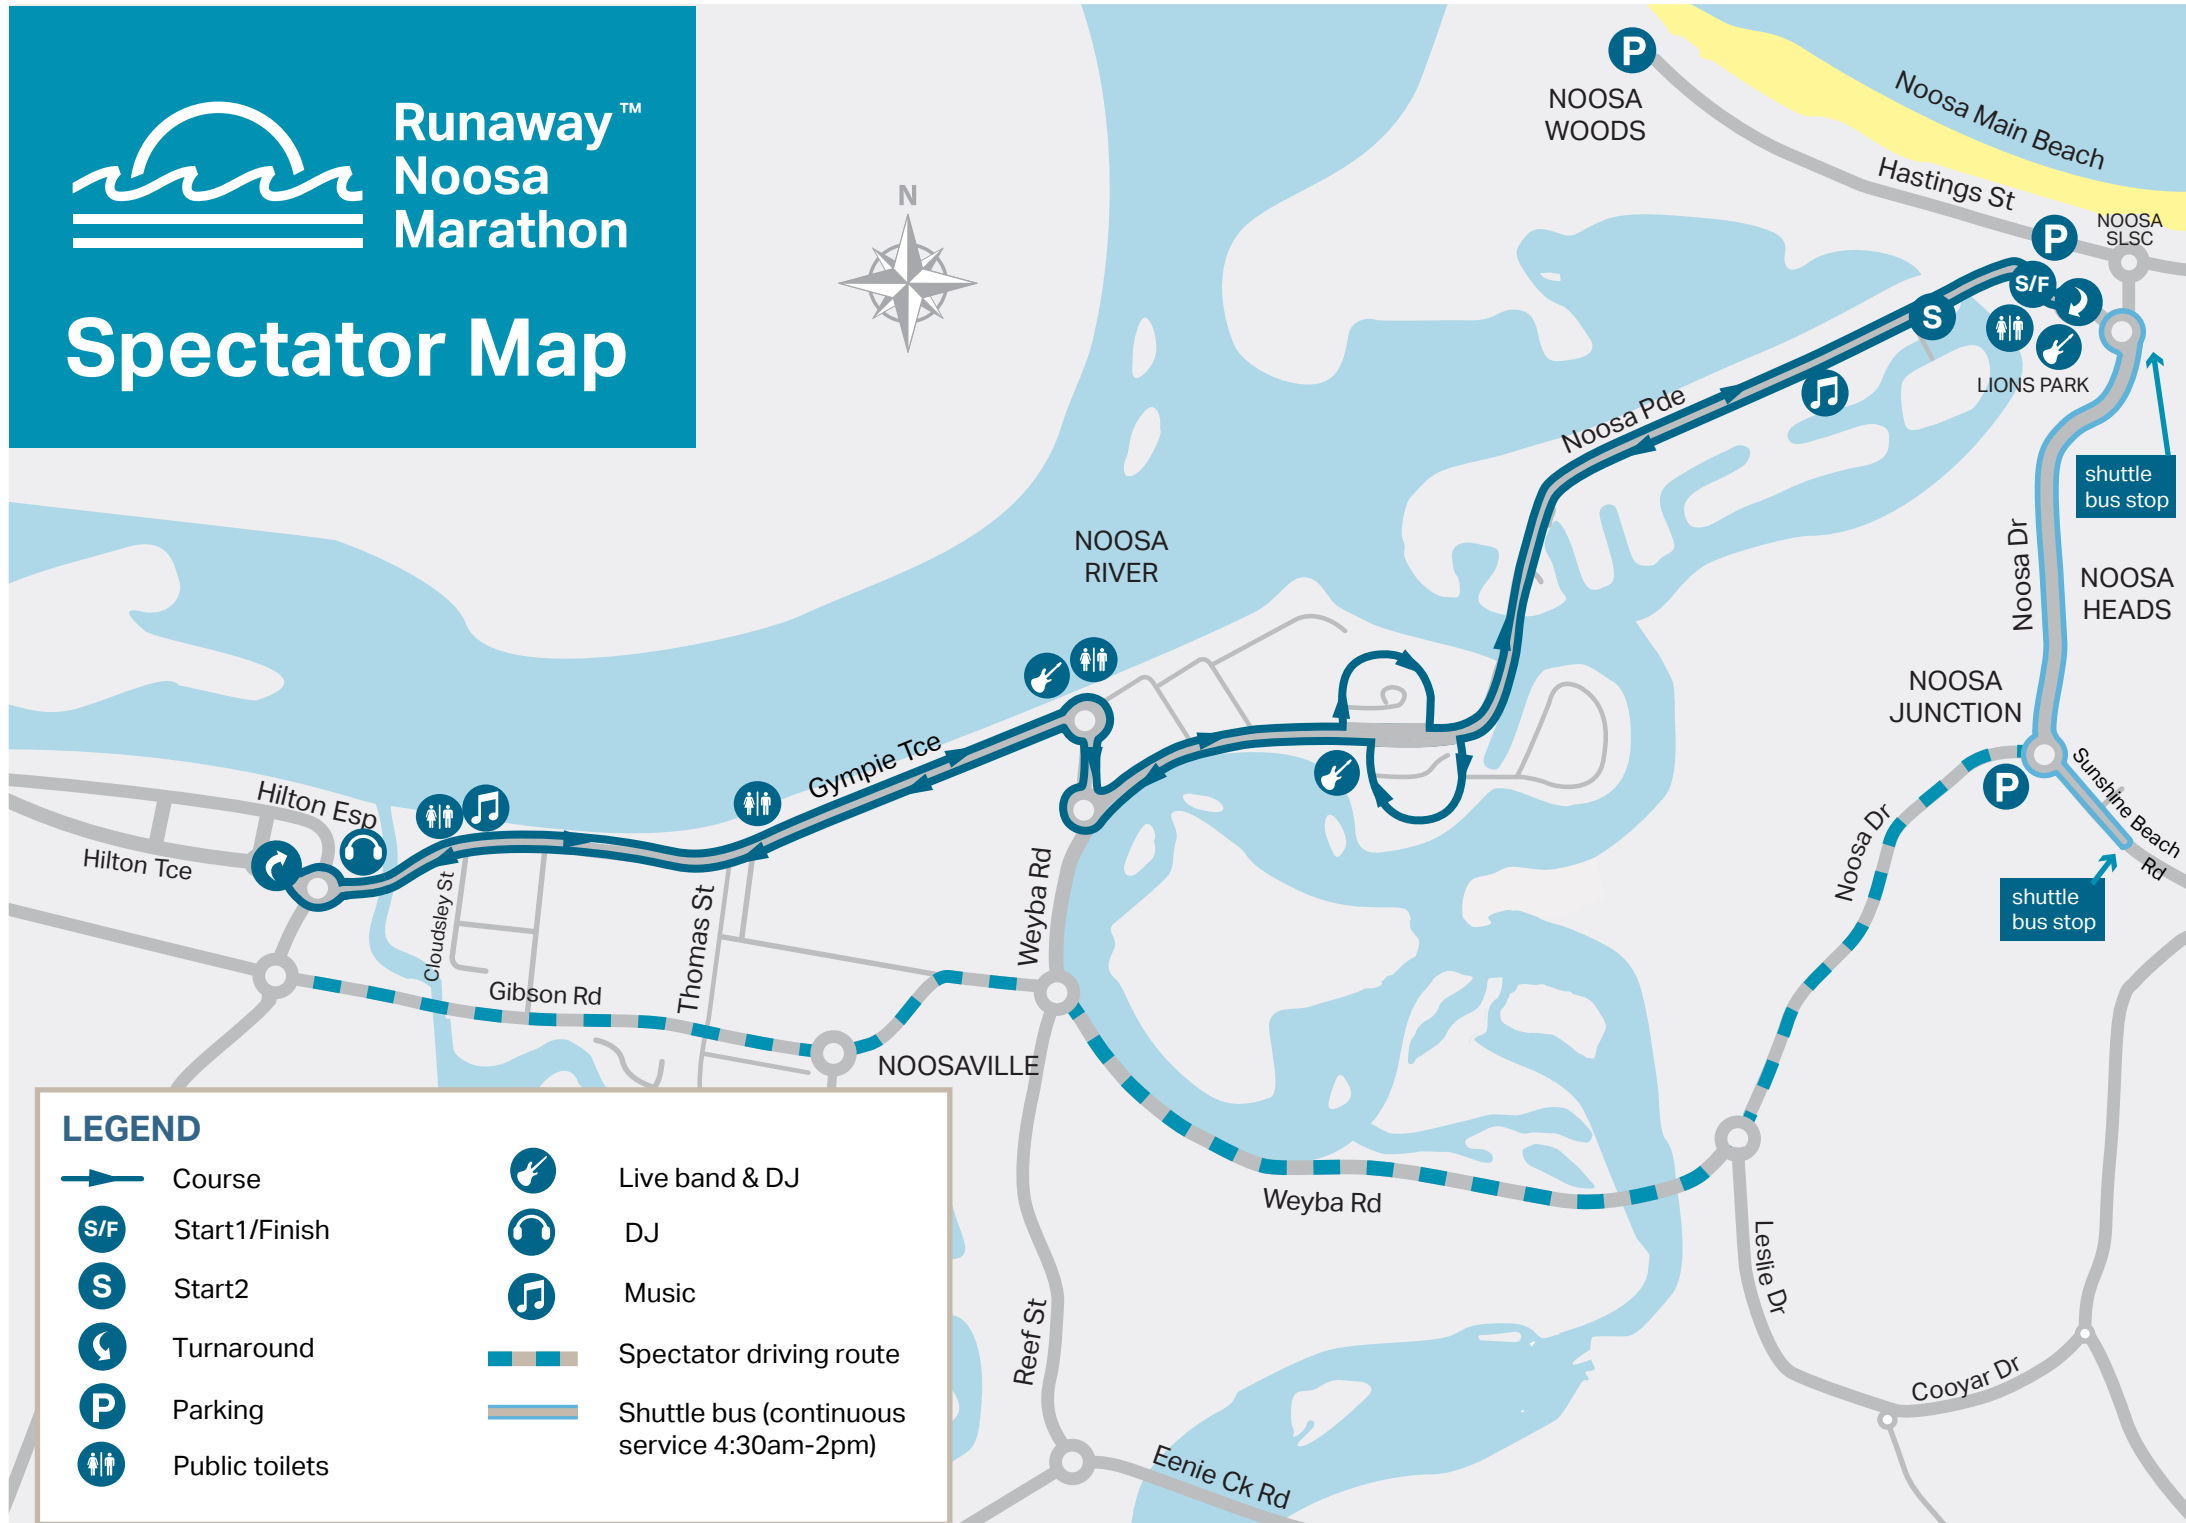 Runaway™
Noosa
Marathon
Spectator Map
N
P
NOOSA
WOODS
Noosa Main Beach
Hastings St
P
NOOSA
SLSC
S/F
S
LIONS PARK
Noosa Pde
shuttle
bus stop
Noosa Dr
NOOSA
HEADS
NOOSA
RIVER
NOOSA
JUNCTION
P
Sunshine Beach
Rd
shuttle
bus stop
Noosa Dr
Gympie Tce
Hilton Esp
Hilton Tce
Cloudsley St
Thomas St
Weyba Rd
Gibson Rd
NOOSAVILLE
Weyba Rd
Leslie Dr
Reef St
Cooyar Dr
Eenie Ck Rd
LEGEND
Course
S/F Start1/Finish
S Start2
Turnaround
P Parking
Public toilets
Live band & DJ
DJ
Music
Spectator driving route
Shuttle bus (continuous
service 4:30am-2pm)